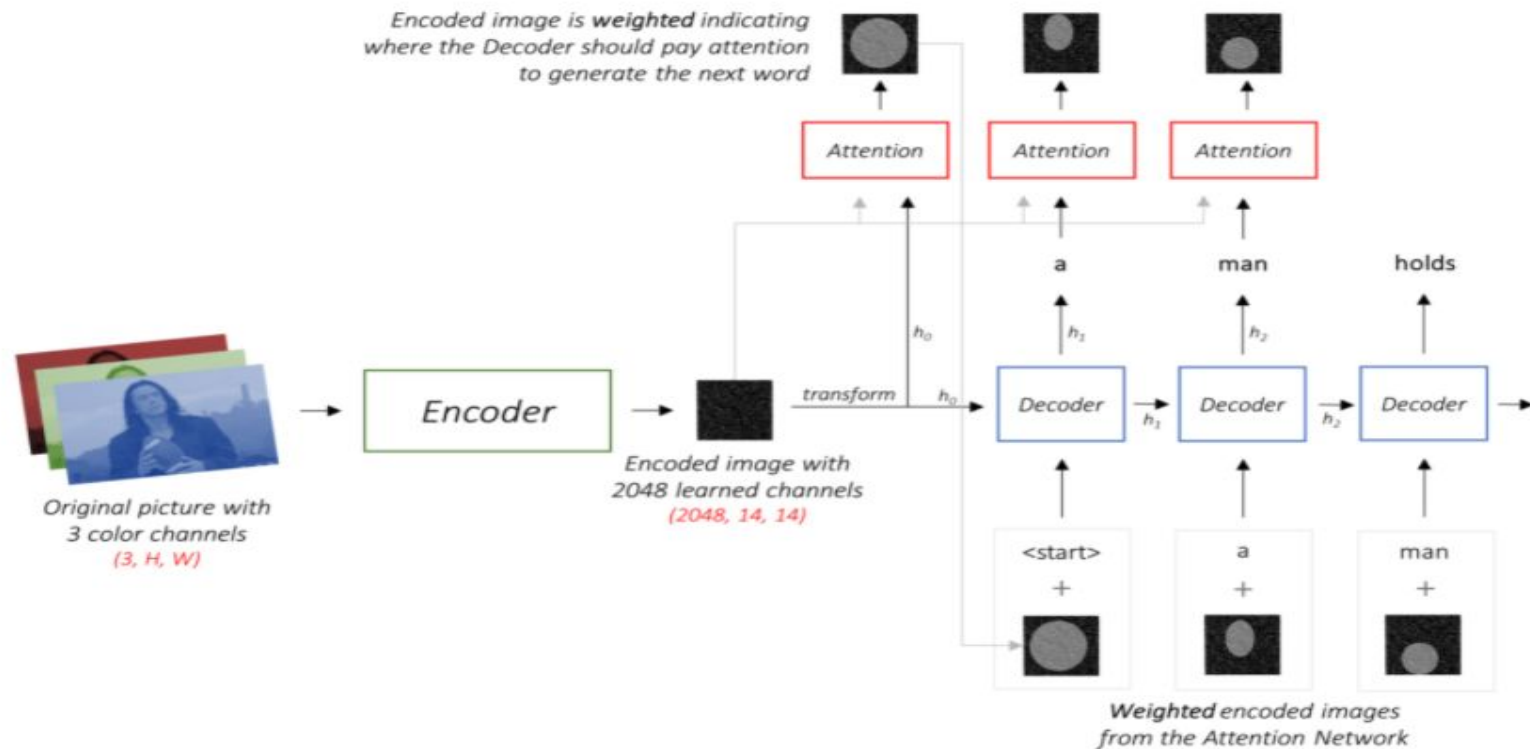 Encoded image is weighted indicating
where the Decoder should pay attention
to generate the next word
Attention
Attention
Attention
a
man
holds
h₀
h₁
h₂
Encoder
transform
h₀
Decoder
h₁
Decoder
h₂
Decoder
Original picture with
3 color channels
(3, H, W)
Encoded image with
2048 learned channels
(2048, 14, 14)
<start>
+
a
+
man
+
Weighted encoded images
from the Attention Network